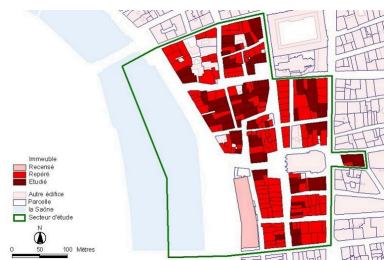 Immeuble
Recensé
Repéré
Etudié
Autre édifice
Parcelle
la Saône
Secteur d'étude
N
0 50 100 Mètres